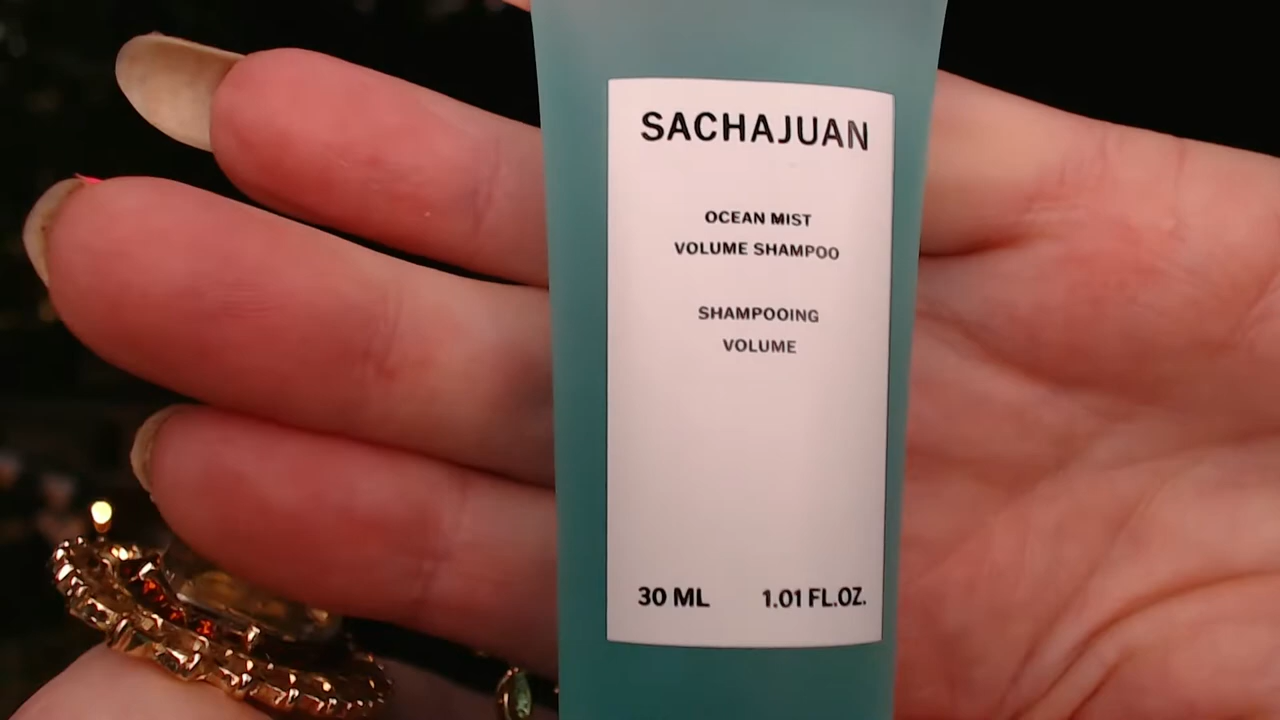 SACHAJUAN
OCEAN MIST
VOLUME SHAMPOO
SHAMPOOING
VOLUME
30 ML 1.01 FL.OZ.